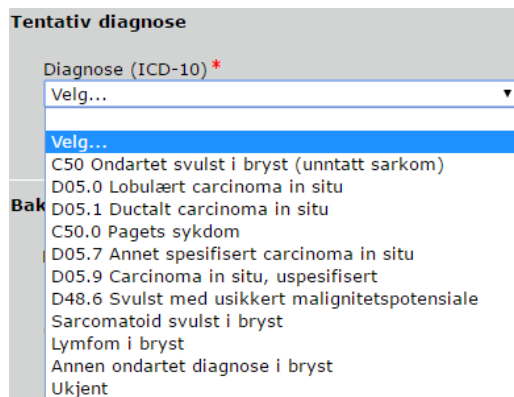 Tentativ diagnose
Diagnose (ICD-10) *
Velg...
Velg...
C50 Ondartet svulst i bryst (unntatt sarkom)
D05.0 Lobulært carcinoma in situ
D05.1 Ductalt carcinoma in situ
Bak
C50.0 Pagets sykdom
D05.7 Annet spesifisert carcinoma in situ
D05.9 Carcinoma in situ, uspesifisert
D48.6 Svulst med usikkert malignitetspotensiale
Sarcomatoid svulst i bryst
Lymfom i bryst
Annen ondartet diagnose i bryst
Ukjent